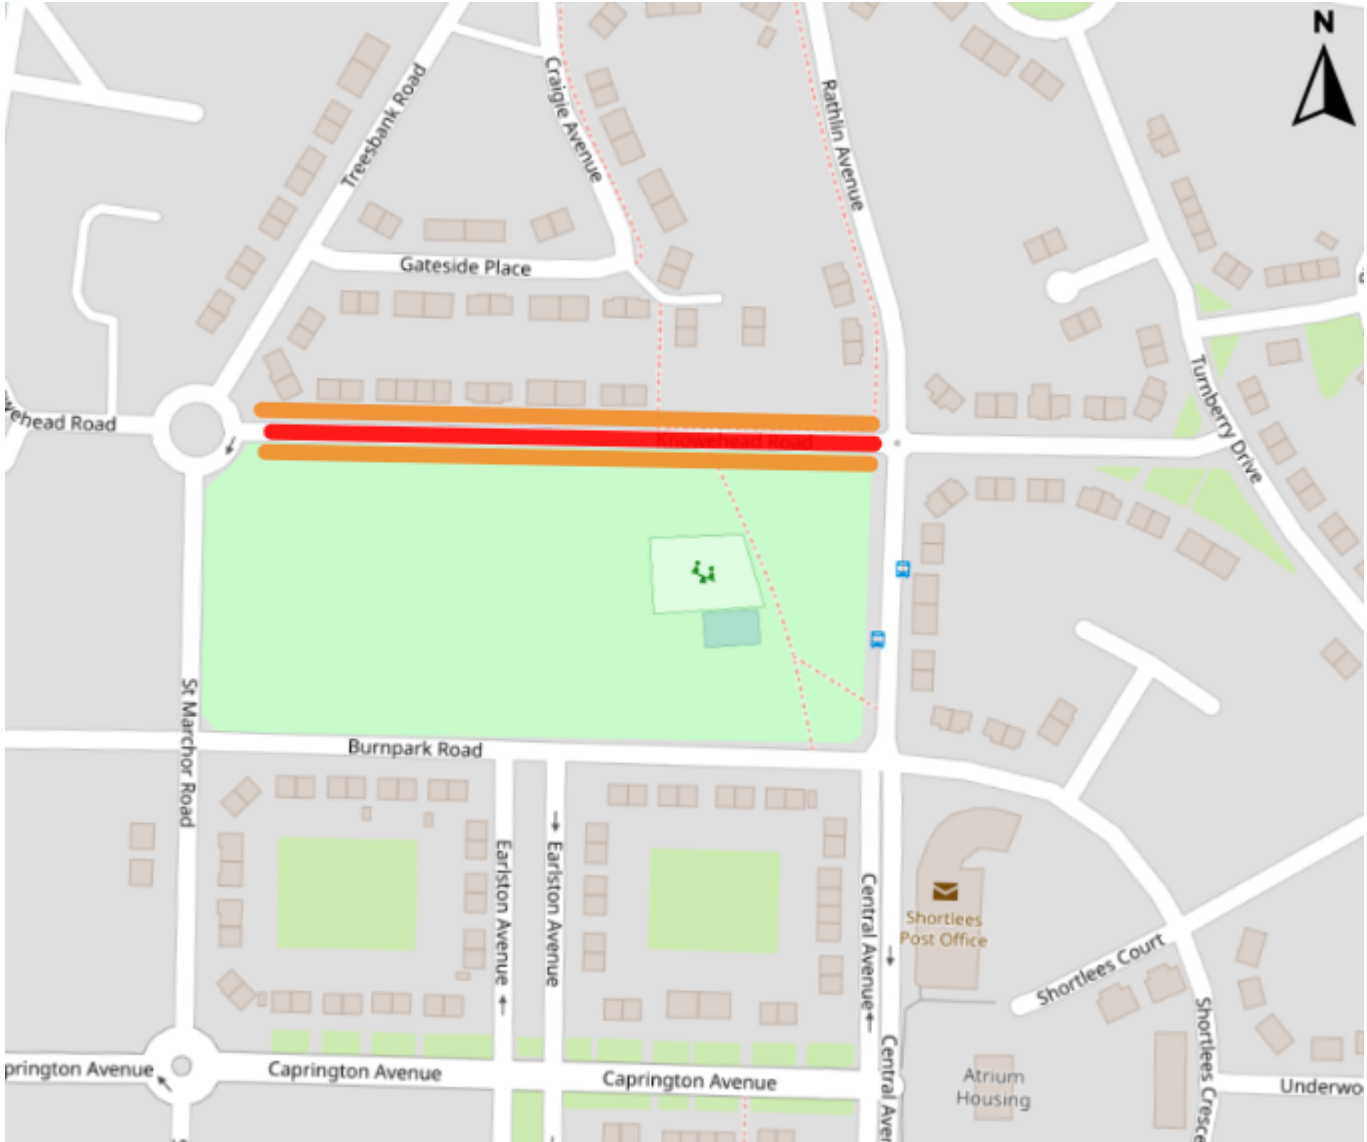 N
Treesbank Road
Craigie Avenue
Rathlin Avenue
Gateside Place
wehead Road
Knowehead Road
Turnberry Drive
St Marchor Road
Burnpark Road
Earlston Avenue
Earlston Avenue
Central Avenue
Shortlees
Post Office
Shortlees Court
Shortlees Cresce
Central Aven
prington Avenue
Caprington Avenue
Caprington Avenue
Atrium
Housing
Underwo